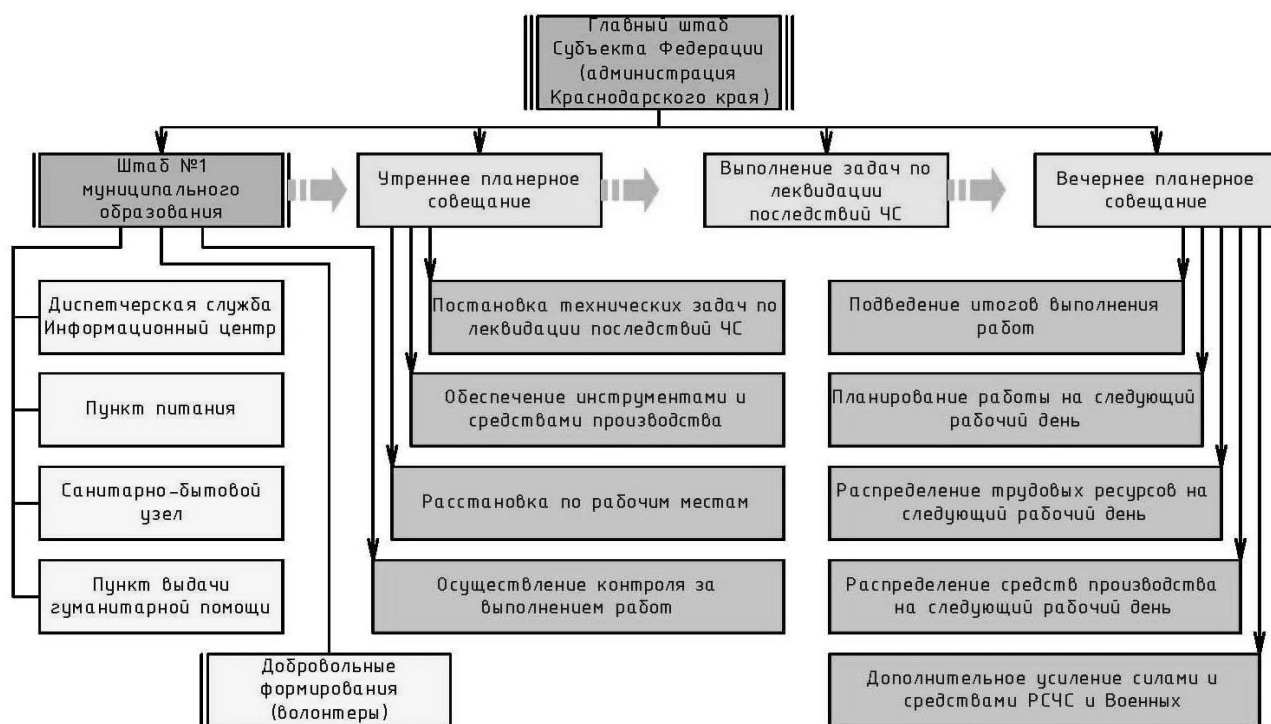 Главный штаб
Субъекта Федерации
(администрация
Краснодарского края)
Штаб №1
муниципального
образования
Утреннее планерное
совещание
Выполнение задач по
леквидации
последствий ЧС
Вечернее планерное
совещание
Диспетчерская служба
Информационный центр
Пункт питания
Санитарно-бытовой
узел
Пункт выдачи
гуманитарной помощи
Добровольные
формирования
(волонтеры)
Постановка технических задач по
леквидации последствий ЧС
Обеспечение инструментами и
средствами производства
Расстановка по рабочим местам
Осуществление контроля за
выполнением работ
Подведение итогов выполнения
работ
Планирование работы на следующий
рабочий день
Распределение трудовых ресурсов на
следующий рабочий день
Распределение средств производства
на следующий рабочий день
Дополнительное усиление силами и
средствами РСЧС и Военных